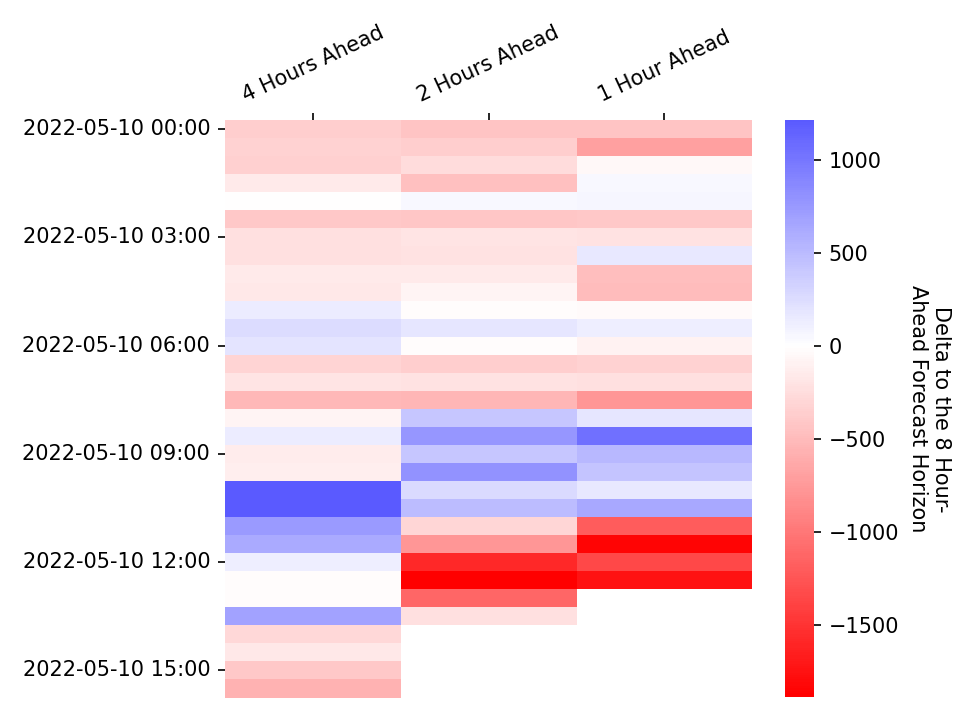 4 Hours Ahead
2 Hours Ahead
1 Hour Ahead
2022-05-10 00:00
2022-05-10 03:00
2022-05-10 06:00
2022-05-10 09:00
2022-05-10 12:00
2022-05-10 15:00
1000
500
0
−500
−1000
−1500
Delta to the 8 Hour-
Ahead Forecast Horizon